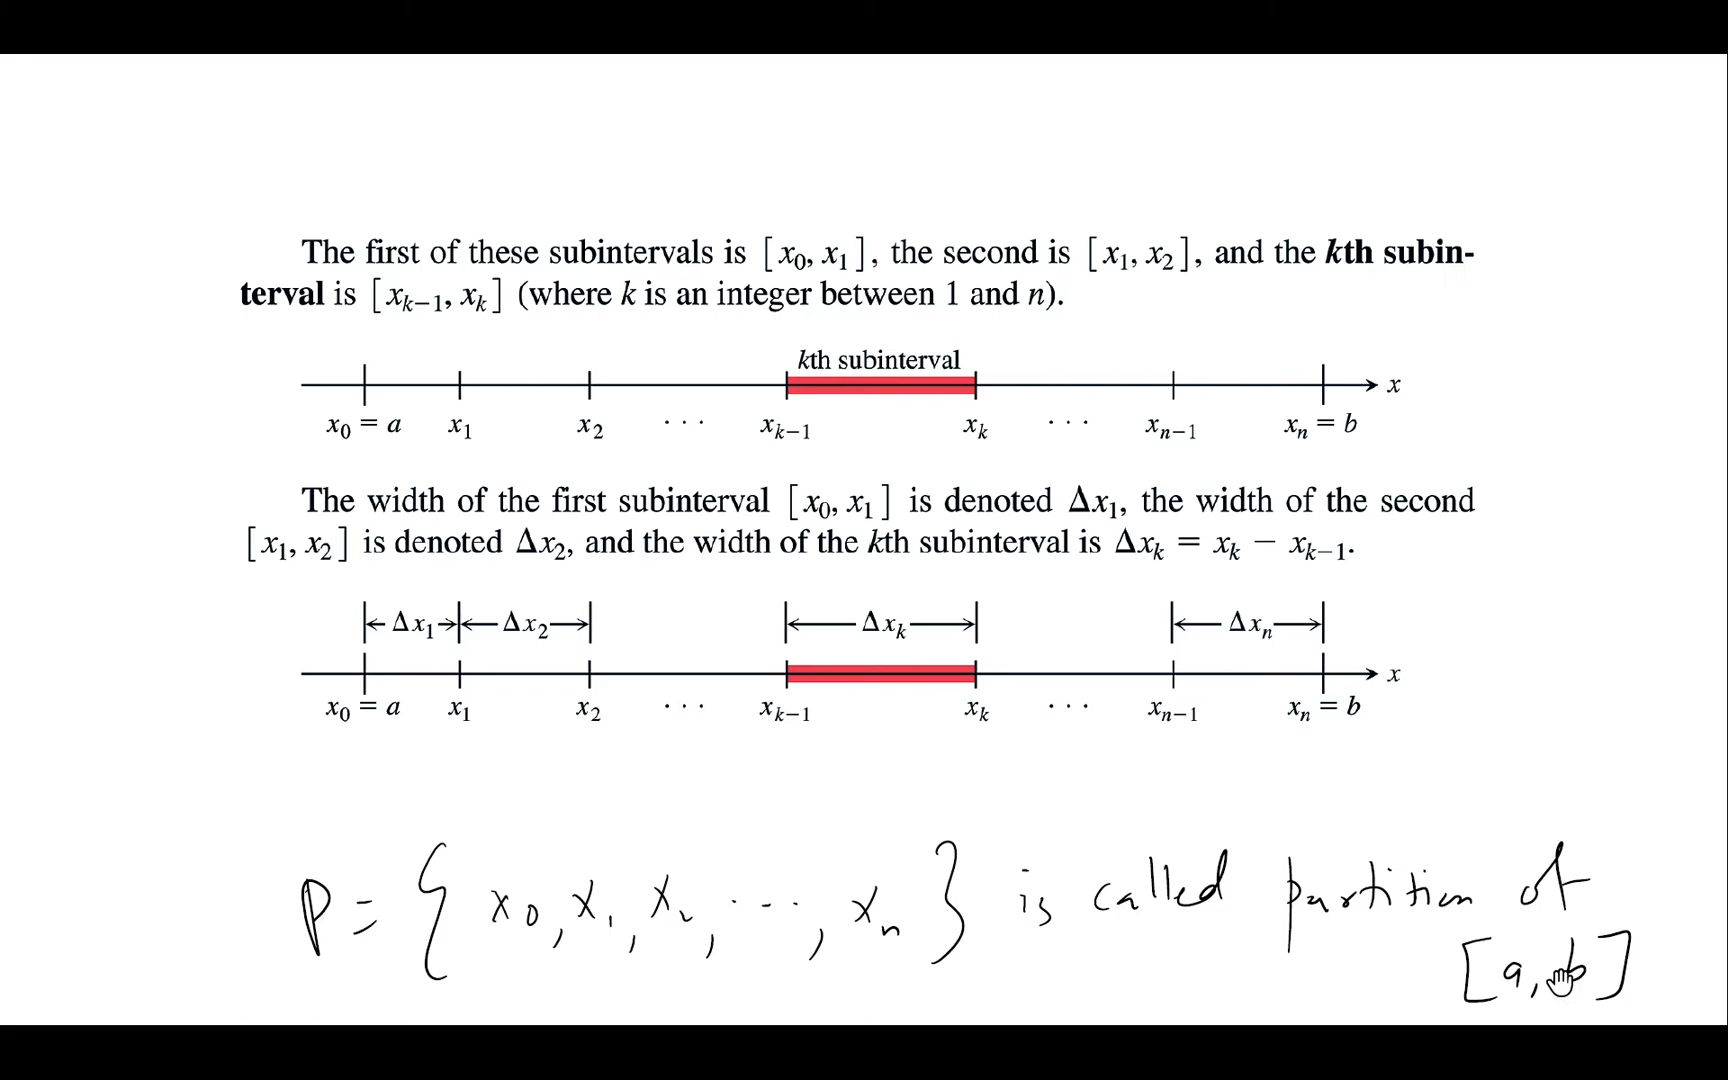 The first of these subintervals is [x₀, x₁], the second is [x₁, x₂], and the kth subin-
terval is [xₖ₋₁, xₖ] (where k is an integer between 1 and n).
kth subinterval
x
x₀ = a x₁ x₂ · · · xₖ₋₁ xₖ · · · xₙ₋₁ xₙ = b
The width of the first subinterval [x₀, x₁] is denoted Δx₁, the width of the second
[x₁, x₂] is denoted Δx₂, and the width of the kth subinterval is Δxₖ = xₖ − xₖ₋₁.
Δx₁ Δx₂ Δxₖ Δxₙ
x
x₀ = a x₁ x₂ · · · xₖ₋₁ xₖ · · · xₙ₋₁ xₙ = b
P = { x₀, x₁, x₂, ···, xₙ } is called partition of
[a, b]